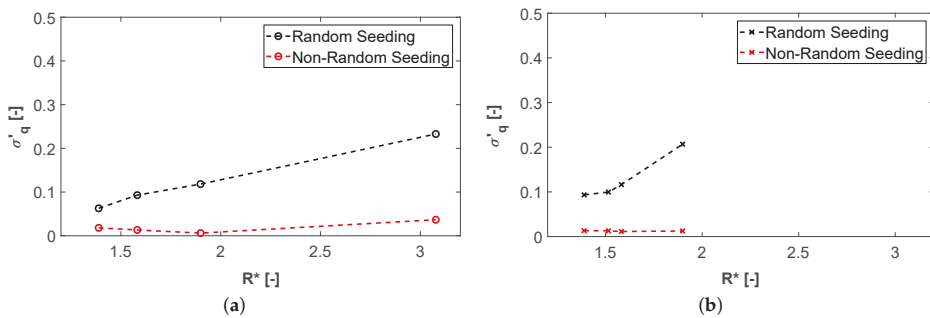 0.5
0.4
0.3
0.2
0.1
0
σ'q [-]
1.5
2
2.5
3
R* [-]
Random Seeding
Non-Random Seeding
(a)
0.5
0.4
0.3
0.2
0.1
0
σ'q [-]
1.5
2
2.5
3
R* [-]
Random Seeding
Non-Random Seeding
(b)